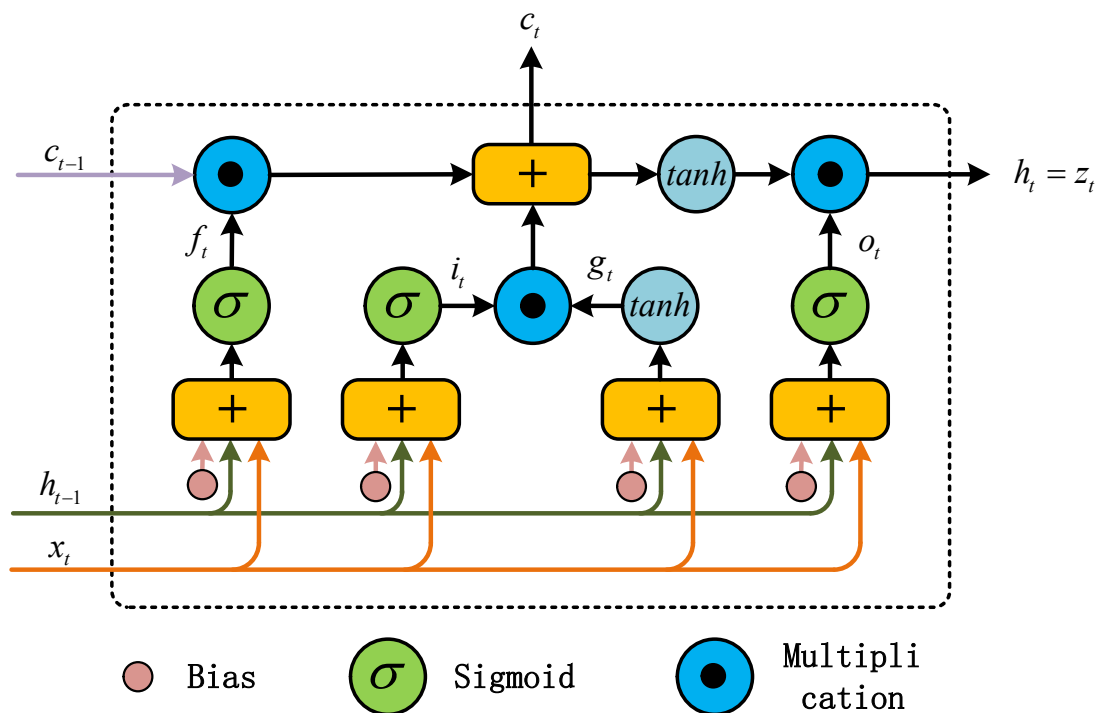 c_t
c_{t-1}
tanh
h_t = z_t
+
f_t
i_t
g_t
o_t
σ
σ
tanh
σ
+
+
+
+
h_{t-1}
x_t
Bias
σ
Sigmoid
Multipli
cation